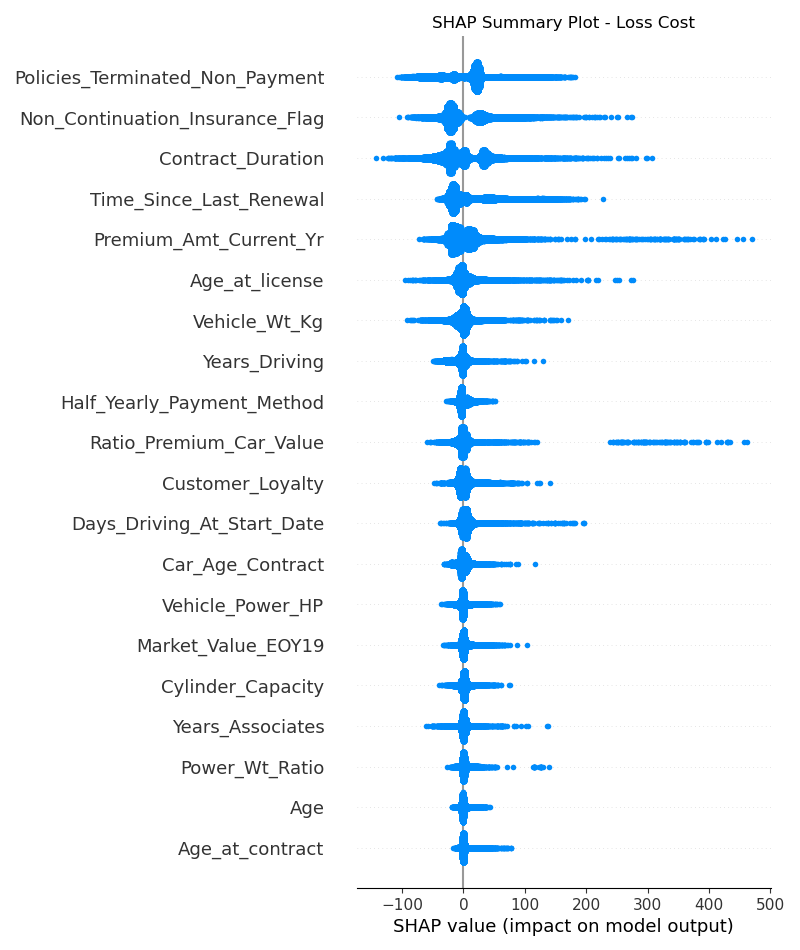 SHAP Summary Plot - Loss Cost
Policies_Terminated_Non_Payment
Non_Continuation_Insurance_Flag
Contract_Duration
Time_Since_Last_Renewal
Premium_Amt_Current_Yr
Age_at_license
Vehicle_Wt_Kg
Years_Driving
Half_Yearly_Payment_Method
Ratio_Premium_Car_Value
Customer_Loyalty
Days_Driving_At_Start_Date
Car_Age_Contract
Vehicle_Power_HP
Market_Value_EOY19
Cylinder_Capacity
Years_Associates
Power_Wt_Ratio
Age
Age_at_contract
−100 0 100 200 300 400 500
SHAP value (impact on model output)